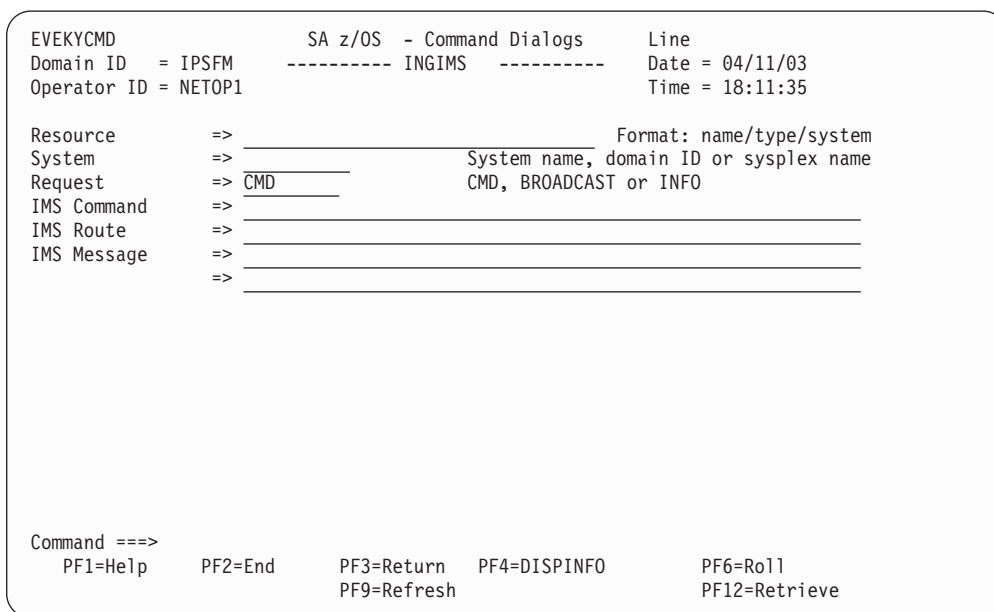 EVEKYCMD SA z/OS - Command Dialogs Line
Domain ID = IPSFM ---------- INGIMS ---------- Date = 04/11/03
Operator ID = NETOP1 Time = 18:11:35
Resource => Format: name/type/system
System => System name, domain ID or sysplex name
Request => CMD CMD, BROADCAST or INFO
IMS Command =>
IMS Route =>
IMS Message =>
=>
Command ===>
PF1=Help PF2=End PF3=Return PF4=DISPINFO PF6=Roll
PF9=Refresh PF12=Retrieve